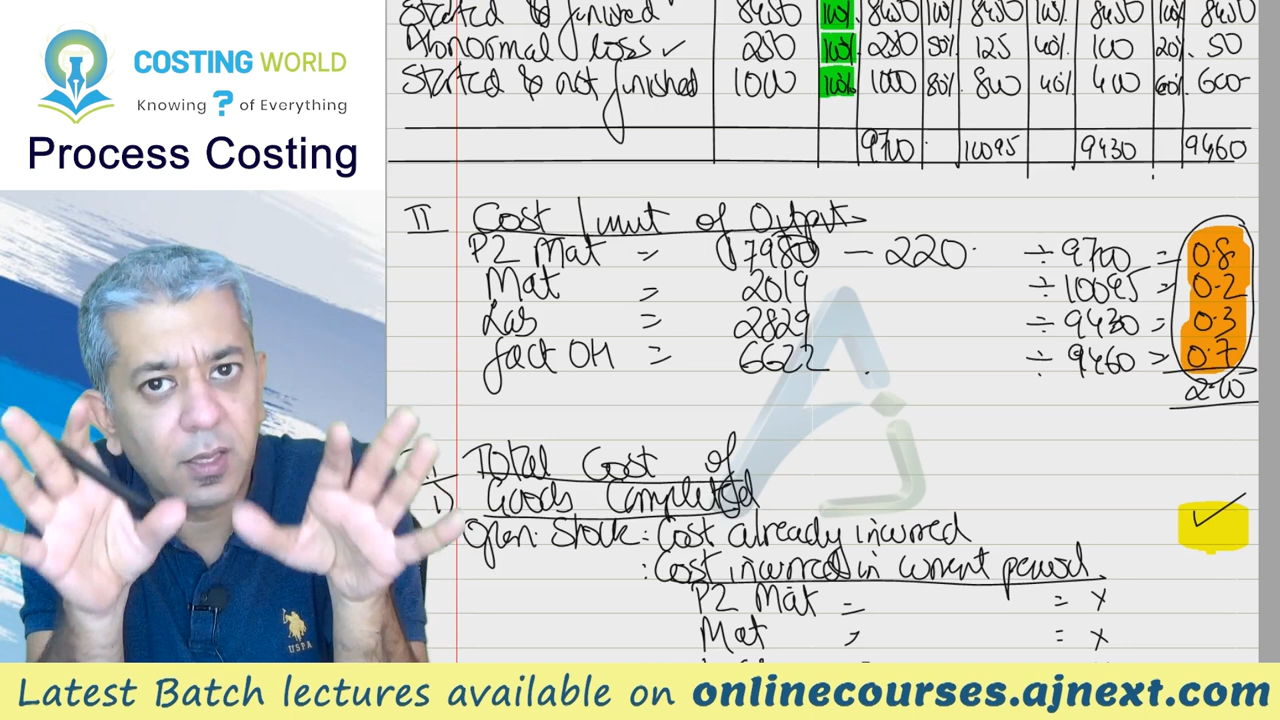 COSTING WORLD
Knowing ? of Everything
Process Costing
Started & finished 8450 100% 8450 100% 8450 100% 8450 100% 8450
Abnormal loss ✓ 250 100% 250 50% 125 40% 100 20% 50
Started & not finished 1000 100% 1000 80% 800 40% 400 60% 600
9700 10095 9430 9460
II Cost/unit of Output
P2 Mat = 7980 - 220 ÷ 9700 = 0.8
Mat = 2019 ÷ 10095 = 0.2
Lab = 2829 ÷ 9430 = 0.3
fact OH = 6622 ÷ 9460 = 0.7
2.00
Total Cost of
1) Goods Completed
Open. Stock : Cost already incurred
: Cost incurred in current period
P2 Mat = = x
Mat = = x
USPA
Latest Batch lectures available on onlinecourses.ajnext.com